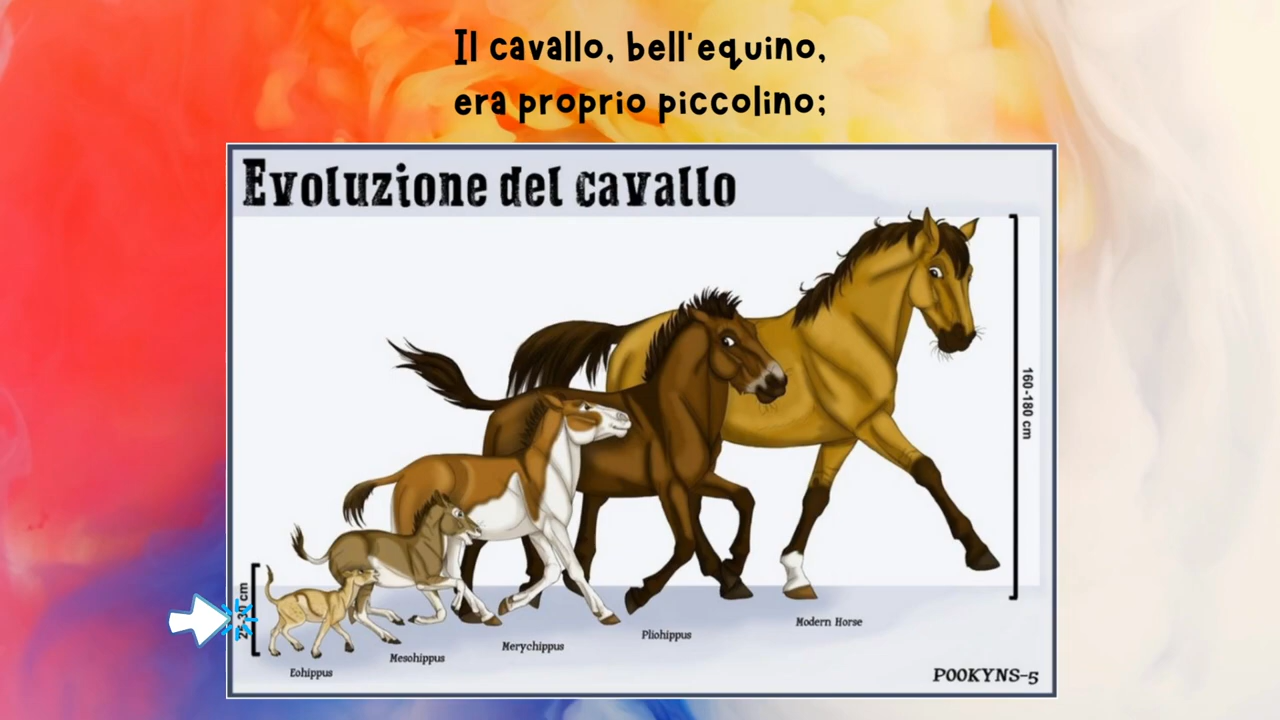 Il cavallo, bell'equino,
era proprio piccolino;
Evoluzione del cavallo
160-180 cm
cm
Eohippus
Mesohippus
Merychippus
Pliohippus
Modern Horse
POOKYNS-5